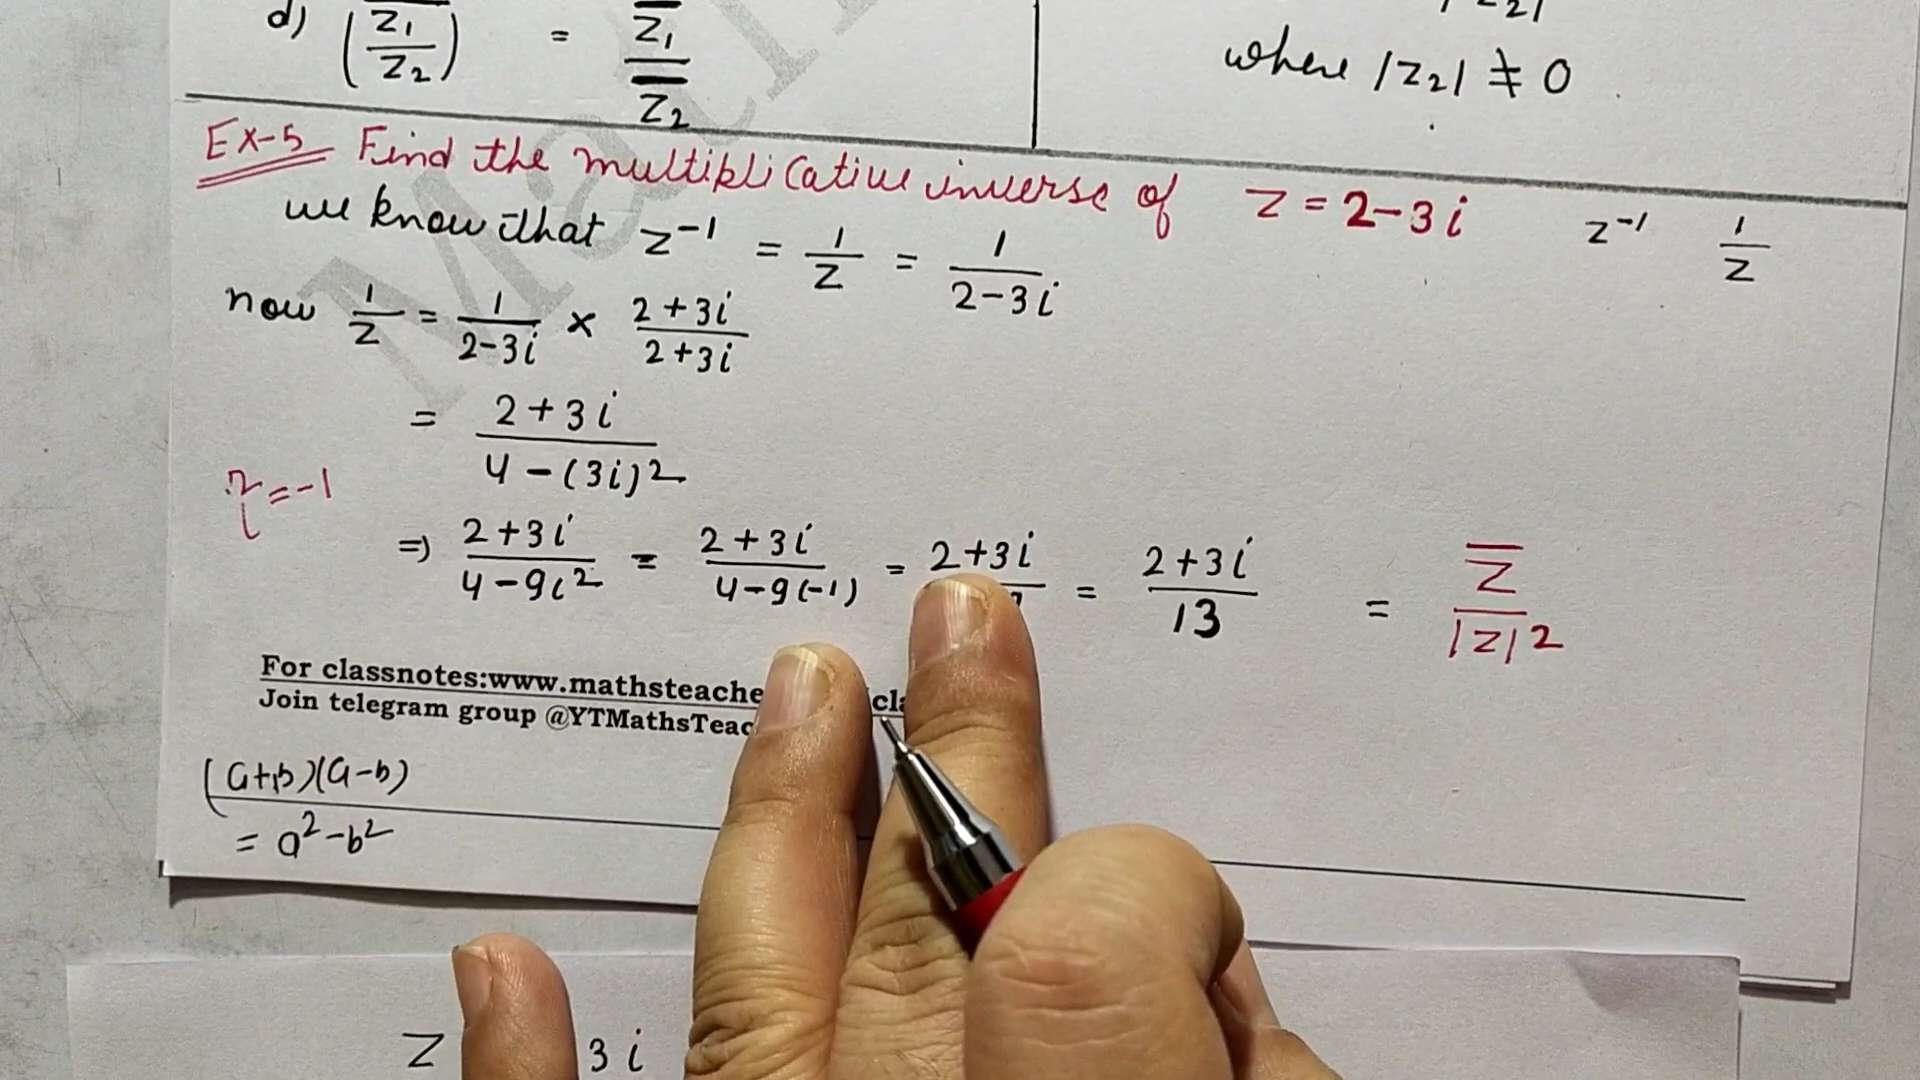 d) (z̅₁/z₂) = z̅₁/z̅₂
where |z₂| ≠ 0
Ex-5 Find the multiplicative inverse of z = 2-3i
we know that z⁻¹ = 1/z = 1/(2-3i)
z⁻¹ 1/z
now 1/z = 1/(2-3i) × (2+3i)/(2+3i)
= (2+3i)/(4-(3i)²)
i² = -1
⇒ (2+3i)/(4-9i²) = (2+3i)/(4-9(-1)) = 2+3i = (2+3i)/13 = z̅/|z|²
For classnotes:www.mathsteache
Join telegram group @YTMathsTeac
(a+b)(a-b)
= a²-b²
z 3i